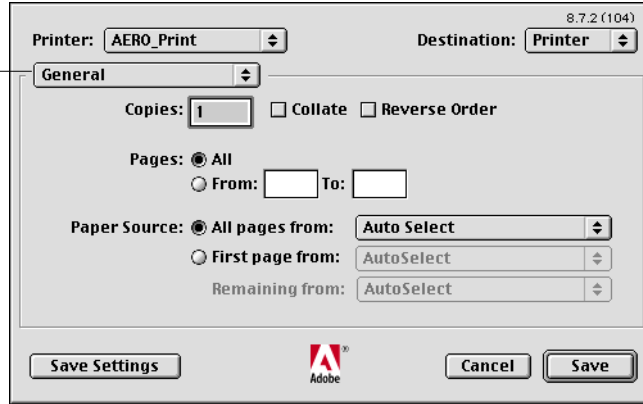 8.7.2 (104)
Printer: AERO_Print Destination: Printer
General
Copies: 1 Collate Reverse Order
Pages: All
From: To:
Paper Source: All pages from: Auto Select
First page from: AutoSelect
Remaining from: AutoSelect
Save Settings Adobe® Cancel Save